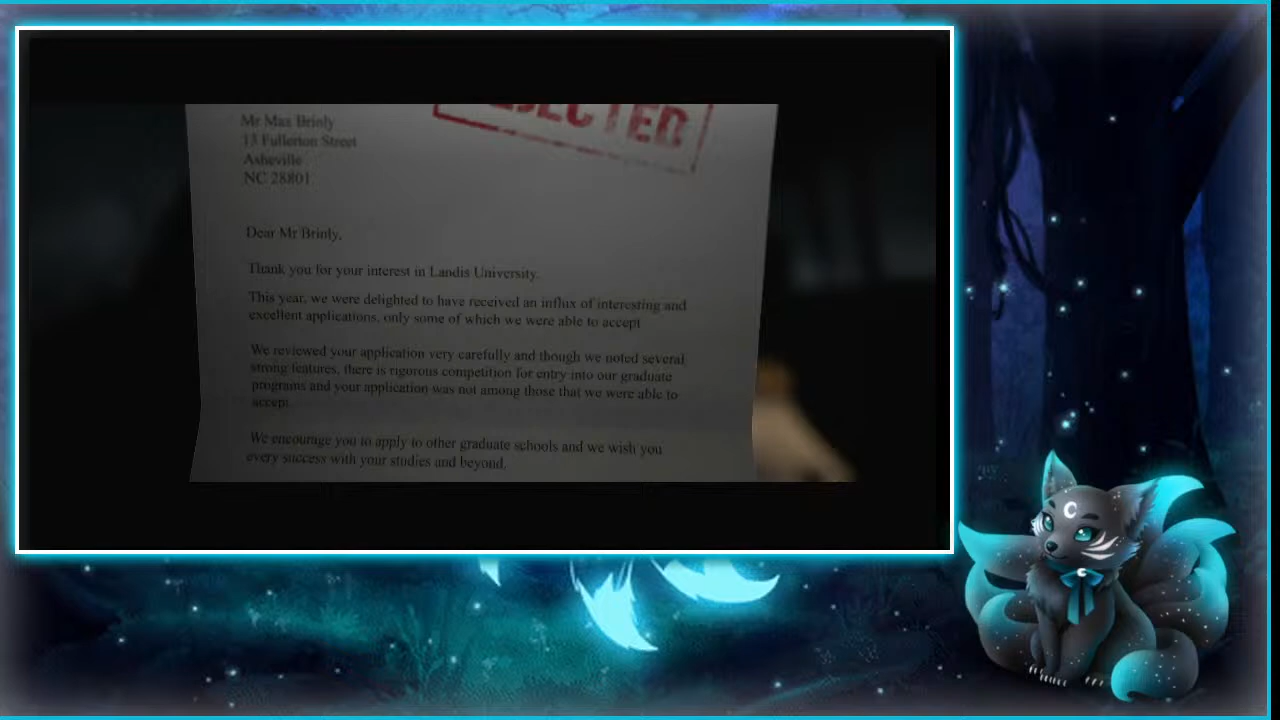 REJECTED
Mr Max Brinly
13 Fullerton Street
Asheville
NC 28801
Dear Mr Brinly,
Thank you for your interest in Landis University.
This year, we were delighted to have received an influx of interesting and
excellent applications, only some of which we were able to accept
We reviewed your application very carefully and though we noted several
strong features, there is rigorous competition for entry into our graduate
programs and your application was not among those that we were able to
accept.
We encourage you to apply to other graduate schools and we wish you
every success with your studies and beyond,